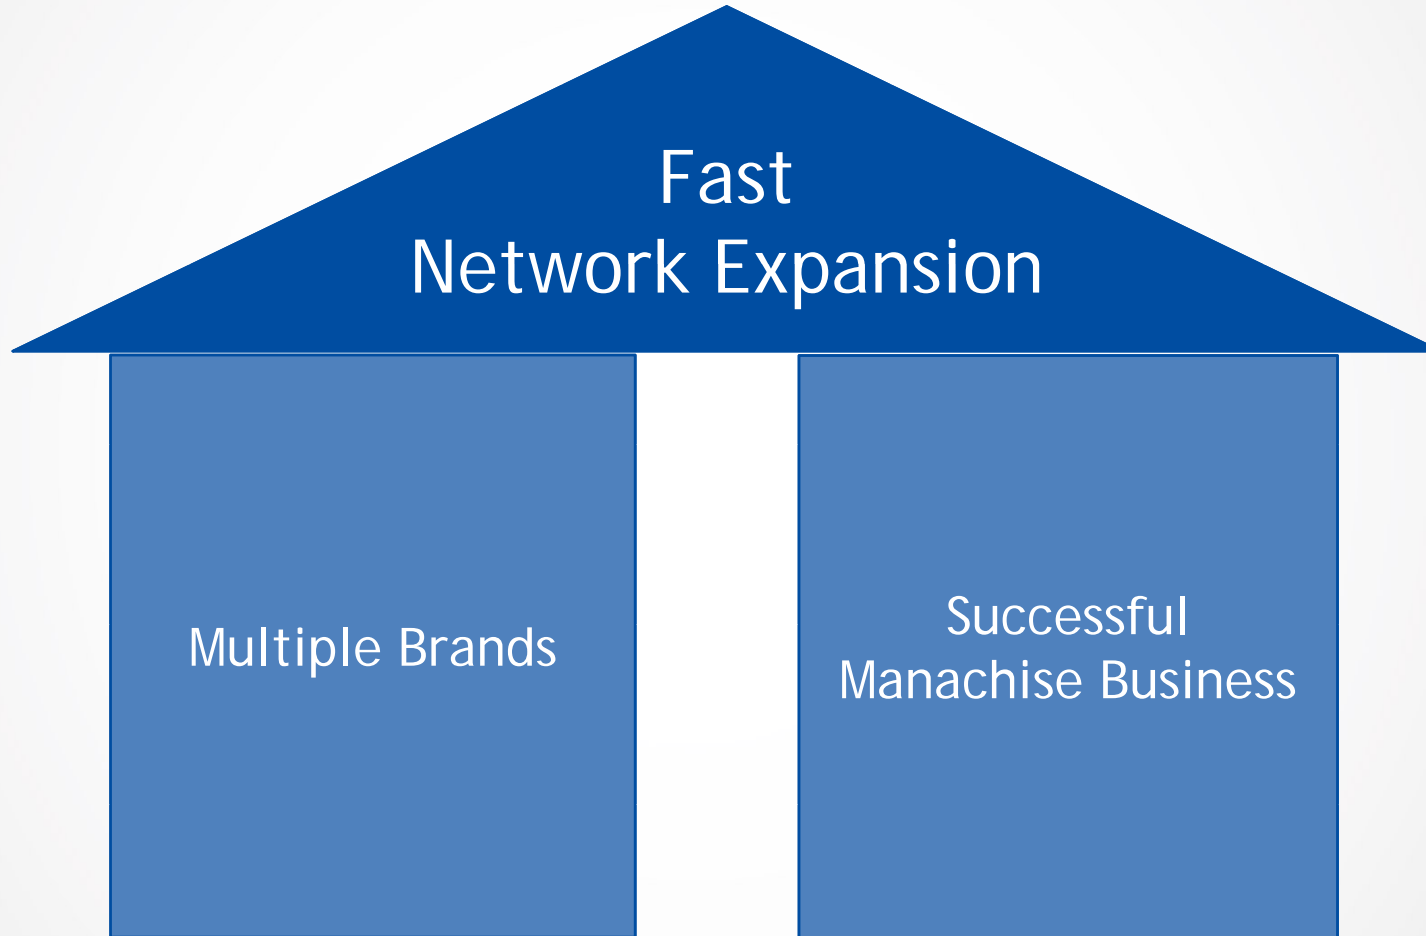 Fast
Network Expansion
Multiple Brands
Successful
Manachise Business